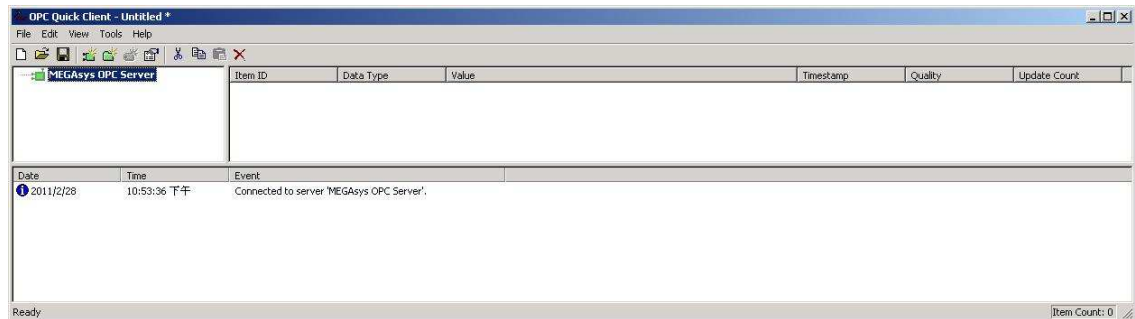 OPC Quick Client - Untitled *
File Edit View Tools Help
MEGAsys OPC Server
Item ID Data Type Value Timestamp Quality Update Count
Date Time Event
2011/2/28 10:53:36 下午 Connected to server 'MEGAsys OPC Server'.
Ready Item Count: 0